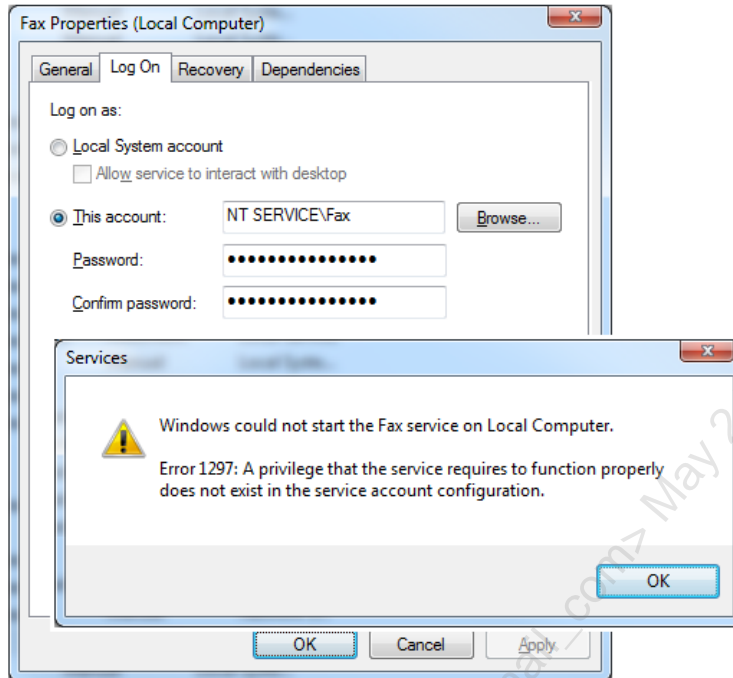 Fax Properties (Local Computer)
General Log On Recovery Dependencies
Log on as:
Local System account
Allow service to interact with desktop
This account: NT SERVICE\Fax Browse...
Password: •••••••••••••••
Confirm password: •••••••••••••••
Services
Windows could not start the Fax service on Local Computer.
Error 1297: A privilege that the service requires to function properly
does not exist in the service account configuration.
OK
OK Cancel Apply